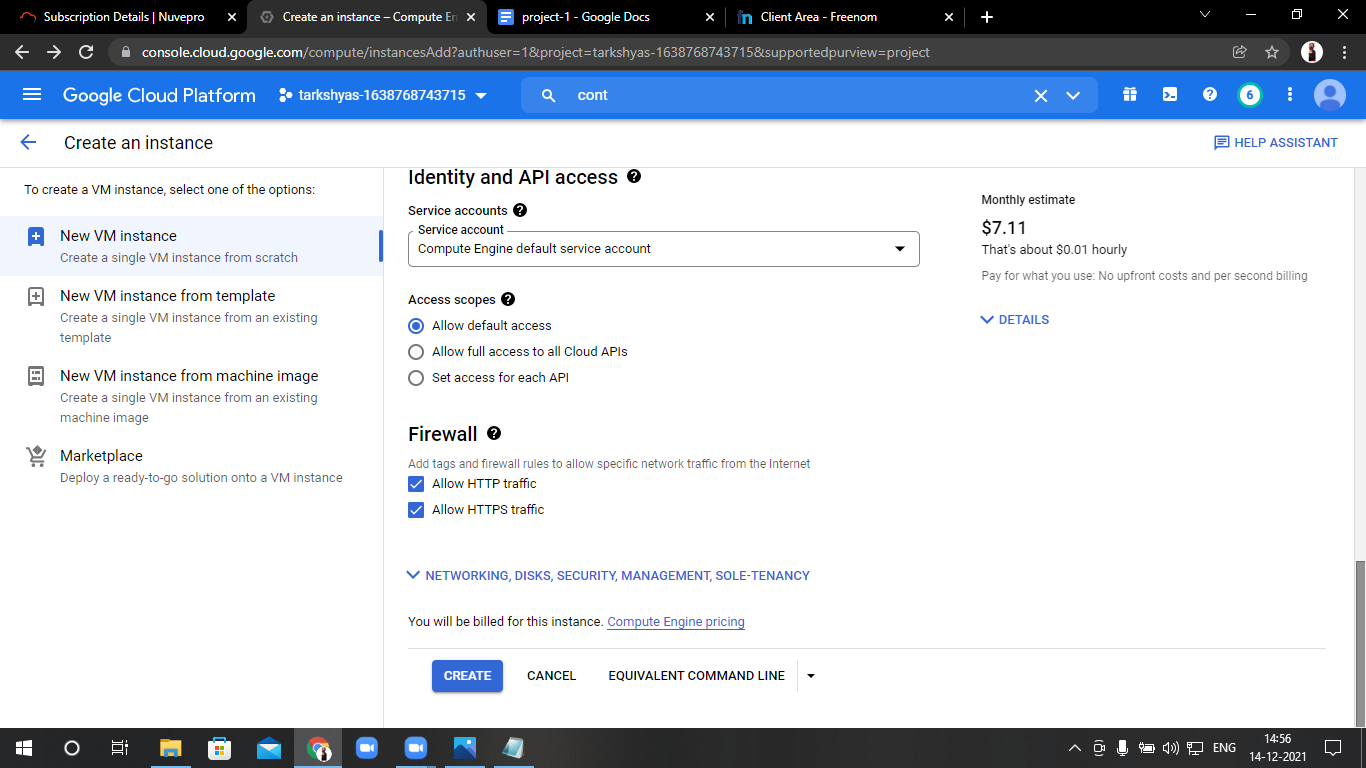 Subscription Details | Nuvepro
Create an instance – Compute En
project-1 - Google Docs
Client Area - Freenom
console.cloud.google.com/compute/instancesAdd?authuser=1&project=tarkshyas-1638768743715&supportedpurview=project
Google Cloud Platform
tarkshyas-1638768743715
cont
6
Create an instance
HELP ASSISTANT
To create a VM instance, select one of the options:
New VM instance
Create a single VM instance from scratch
New VM instance from template
Create a single VM instance from an existing
template
New VM instance from machine image
Create a single VM instance from an existing
machine image
Marketplace
Deploy a ready-to-go solution onto a VM instance
Identity and API access
Service accounts
Service account
Compute Engine default service account
Access scopes
Allow default access
Allow full access to all Cloud APIs
Set access for each API
Firewall
Add tags and firewall rules to allow specific network traffic from the Internet
Allow HTTP traffic
Allow HTTPS traffic
NETWORKING, DISKS, SECURITY, MANAGEMENT, SOLE-TENANCY
You will be billed for this instance. Compute Engine pricing
CREATE
CANCEL
EQUIVALENT COMMAND LINE
Monthly estimate
$7.11
That's about $0.01 hourly
Pay for what you use: No upfront costs and per second billing
DETAILS
ENG
14:56
14-12-2021